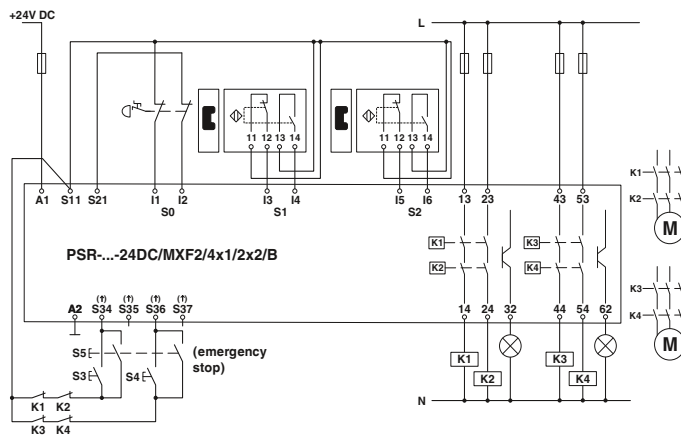 +24V DC
L
11 12 13 14
11 12 13 14
A1 S11 S21 I1 I2 I3 I4 I5 I6 13 23 43 53
S0 S1 S2
K1
K2
M
K1 K3
K2 K4
PSR-...-24DC/MXF2/4x1/2x2/B
K3
K4
M
A2 S34 S35 S36 S37 14 24 32 44 54 62
(↑) (↑) (↑) (↑)
S5
(emergency
stop)
S3 S4
K1 K3
K2 K4
K1 K2
K3 K4
N